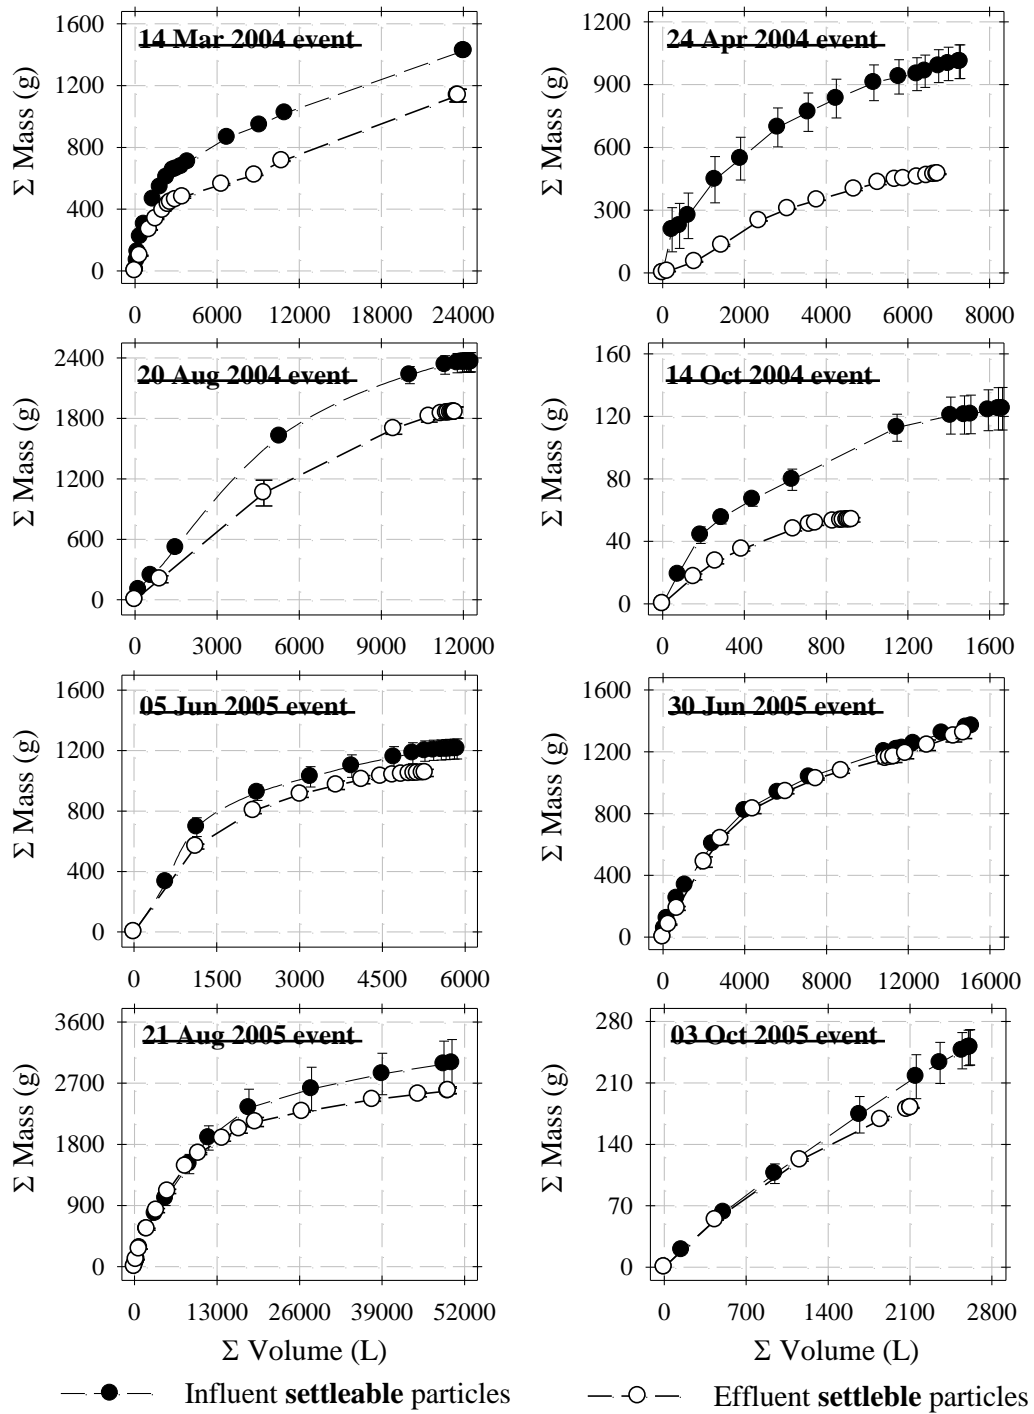 14 Mar 2004 event
Σ Mass (g)
1600
1200
800
400
0
0 6000 12000 18000 24000
24 Apr 2004 event
Σ Mass (g)
1200
900
600
300
0
0 2000 4000 6000 8000
20 Aug 2004 event
Σ Mass (g)
2400
1800
1200
600
0
0 3000 6000 9000 12000
14 Oct 2004 event
Σ Mass (g)
160
120
80
40
0
0 400 800 1200 1600
05 Jun 2005 event
Σ Mass (g)
1600
1200
800
400
0
0 1500 3000 4500 6000
30 Jun 2005 event
Σ Mass (g)
1600
1200
800
400
0
0 4000 8000 12000 16000
21 Aug 2005 event
Σ Mass (g)
3600
2700
1800
900
0
0 13000 26000 39000 52000
Σ Volume (L)
03 Oct 2005 event
Σ Mass (g)
280
210
140
70
0
0 700 1400 2100 2800
Σ Volume (L)
Influent settleable particles
Effluent settleble particles